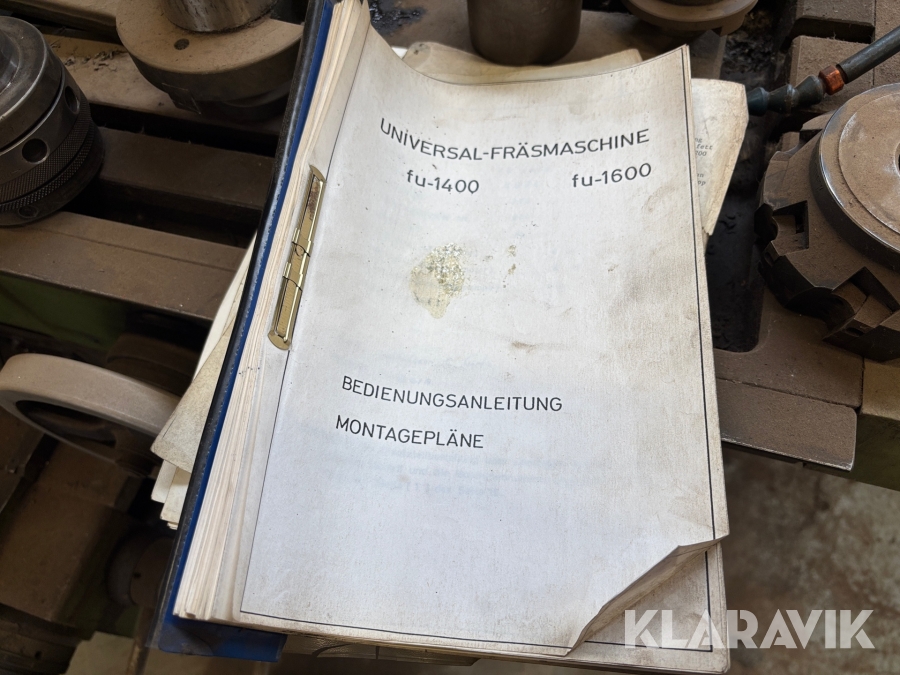 UNIVERSAL-FRÄSMASCHINE
fu-1400 fu-1600
BEDIENUNGSANLEITUNG
MONTAGEPLÄNE
KLARAVIK